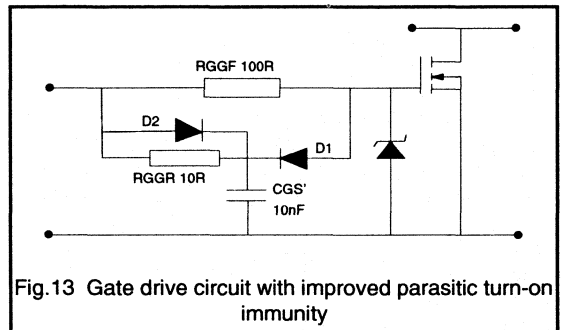 RGGF 100R
D2
D1
RGGR 10R
CGS'
10nF
Fig.13 Gate drive circuit with improved parasitic turn-on
immunity